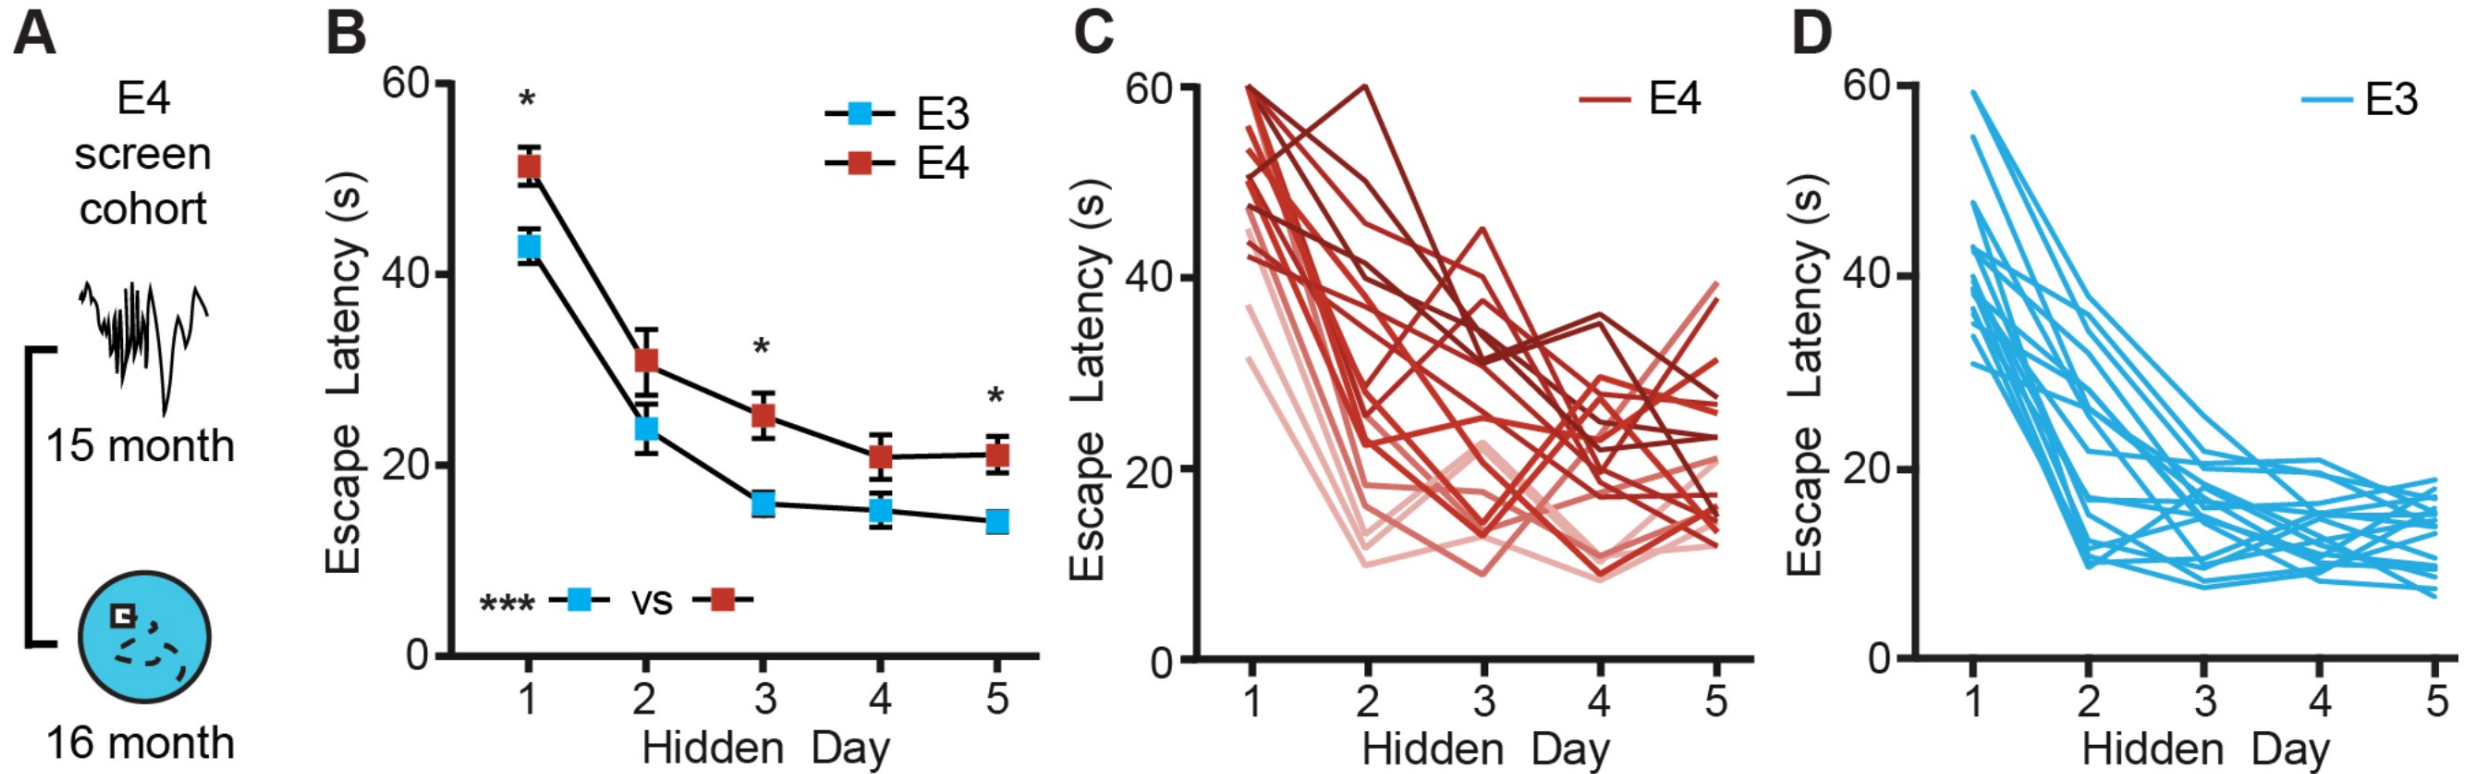 A
E4
screen
cohort
15 month
16 month
B
Escape Latency (s)
60
40
20
0
*
*
*
E3
E4
*** vs
1 2 3 4 5
Hidden Day
C
Escape Latency (s)
60
40
20
0
E4
1 2 3 4 5
Hidden Day
D
Escape Latency (s)
60
40
20
0
E3
1 2 3 4 5
Hidden Day